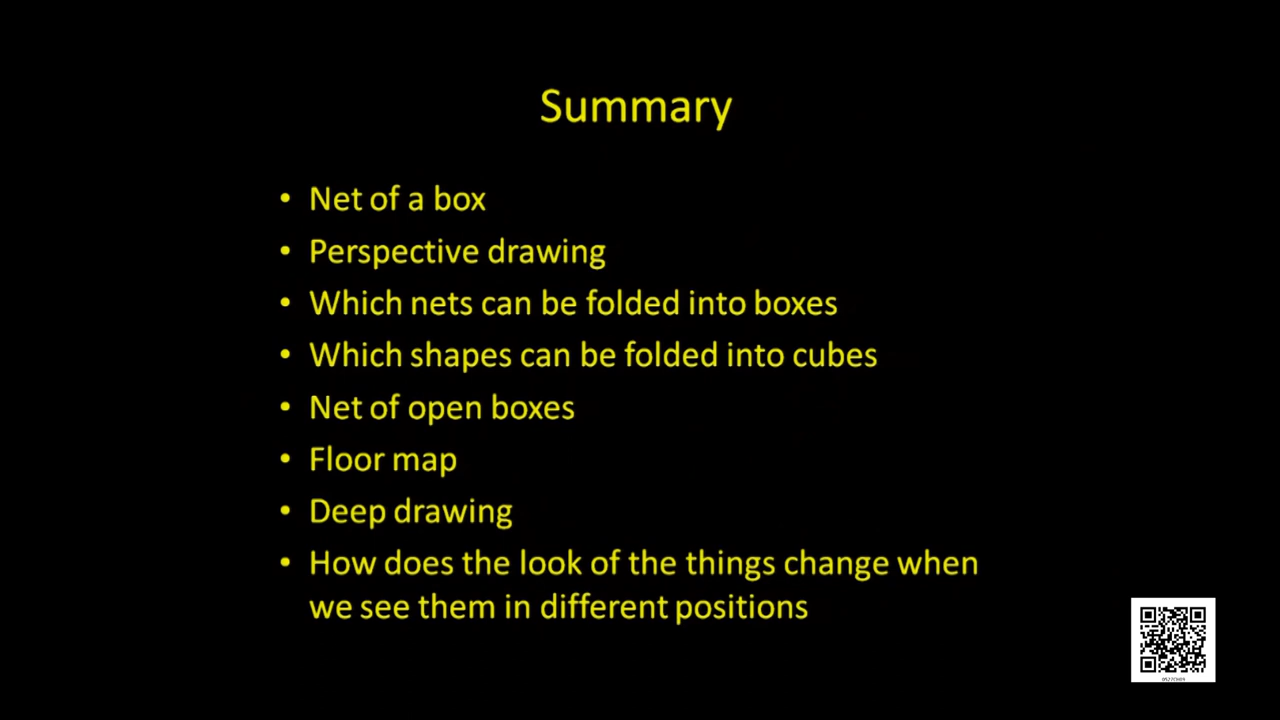 Summary
• Net of a box
• Perspective drawing
• Which nets can be folded into boxes
• Which shapes can be folded into cubes
• Net of open boxes
• Floor map
• Deep drawing
• How does the look of the things change when
we see them in different positions